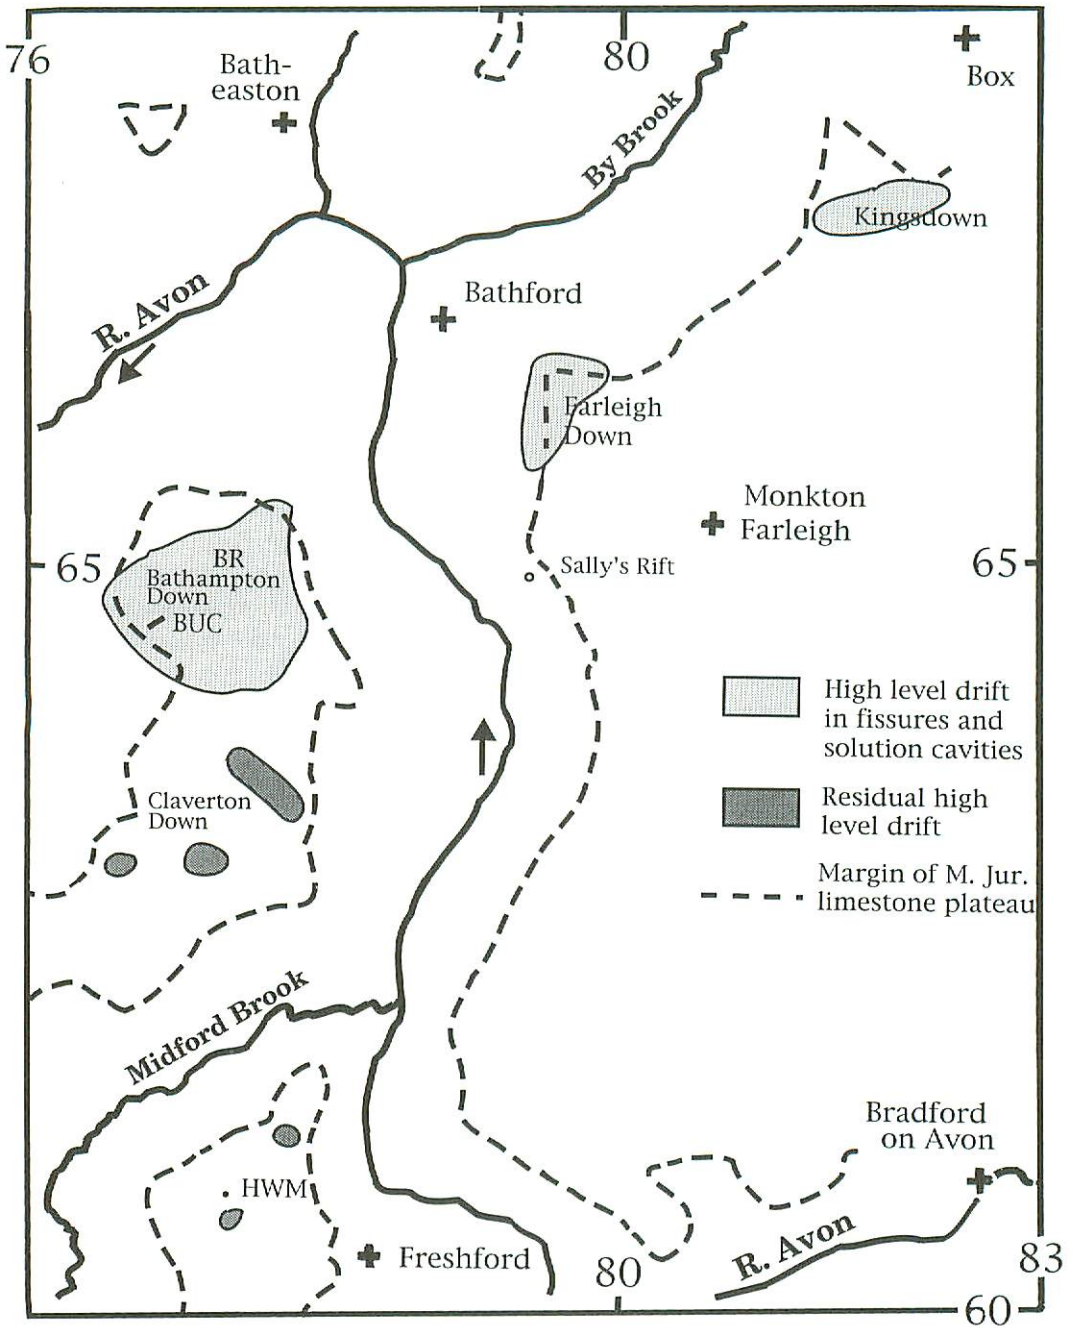 76
80
Bath-
easton
Box
By Brook
Kingsdown
R. Avon
Bathford
Farleigh
Down
Monkton
Farleigh
65
BR
Bathampton
Down
BUC
Sally's Rift
65
High level drift
in fissures and
solution cavities
Claverton
Down
Residual high
level drift
Margin of M. Jur.
limestone plateau
Midford Brook
Bradford
on Avon
HWM
Freshford
80
R. Avon
83
60